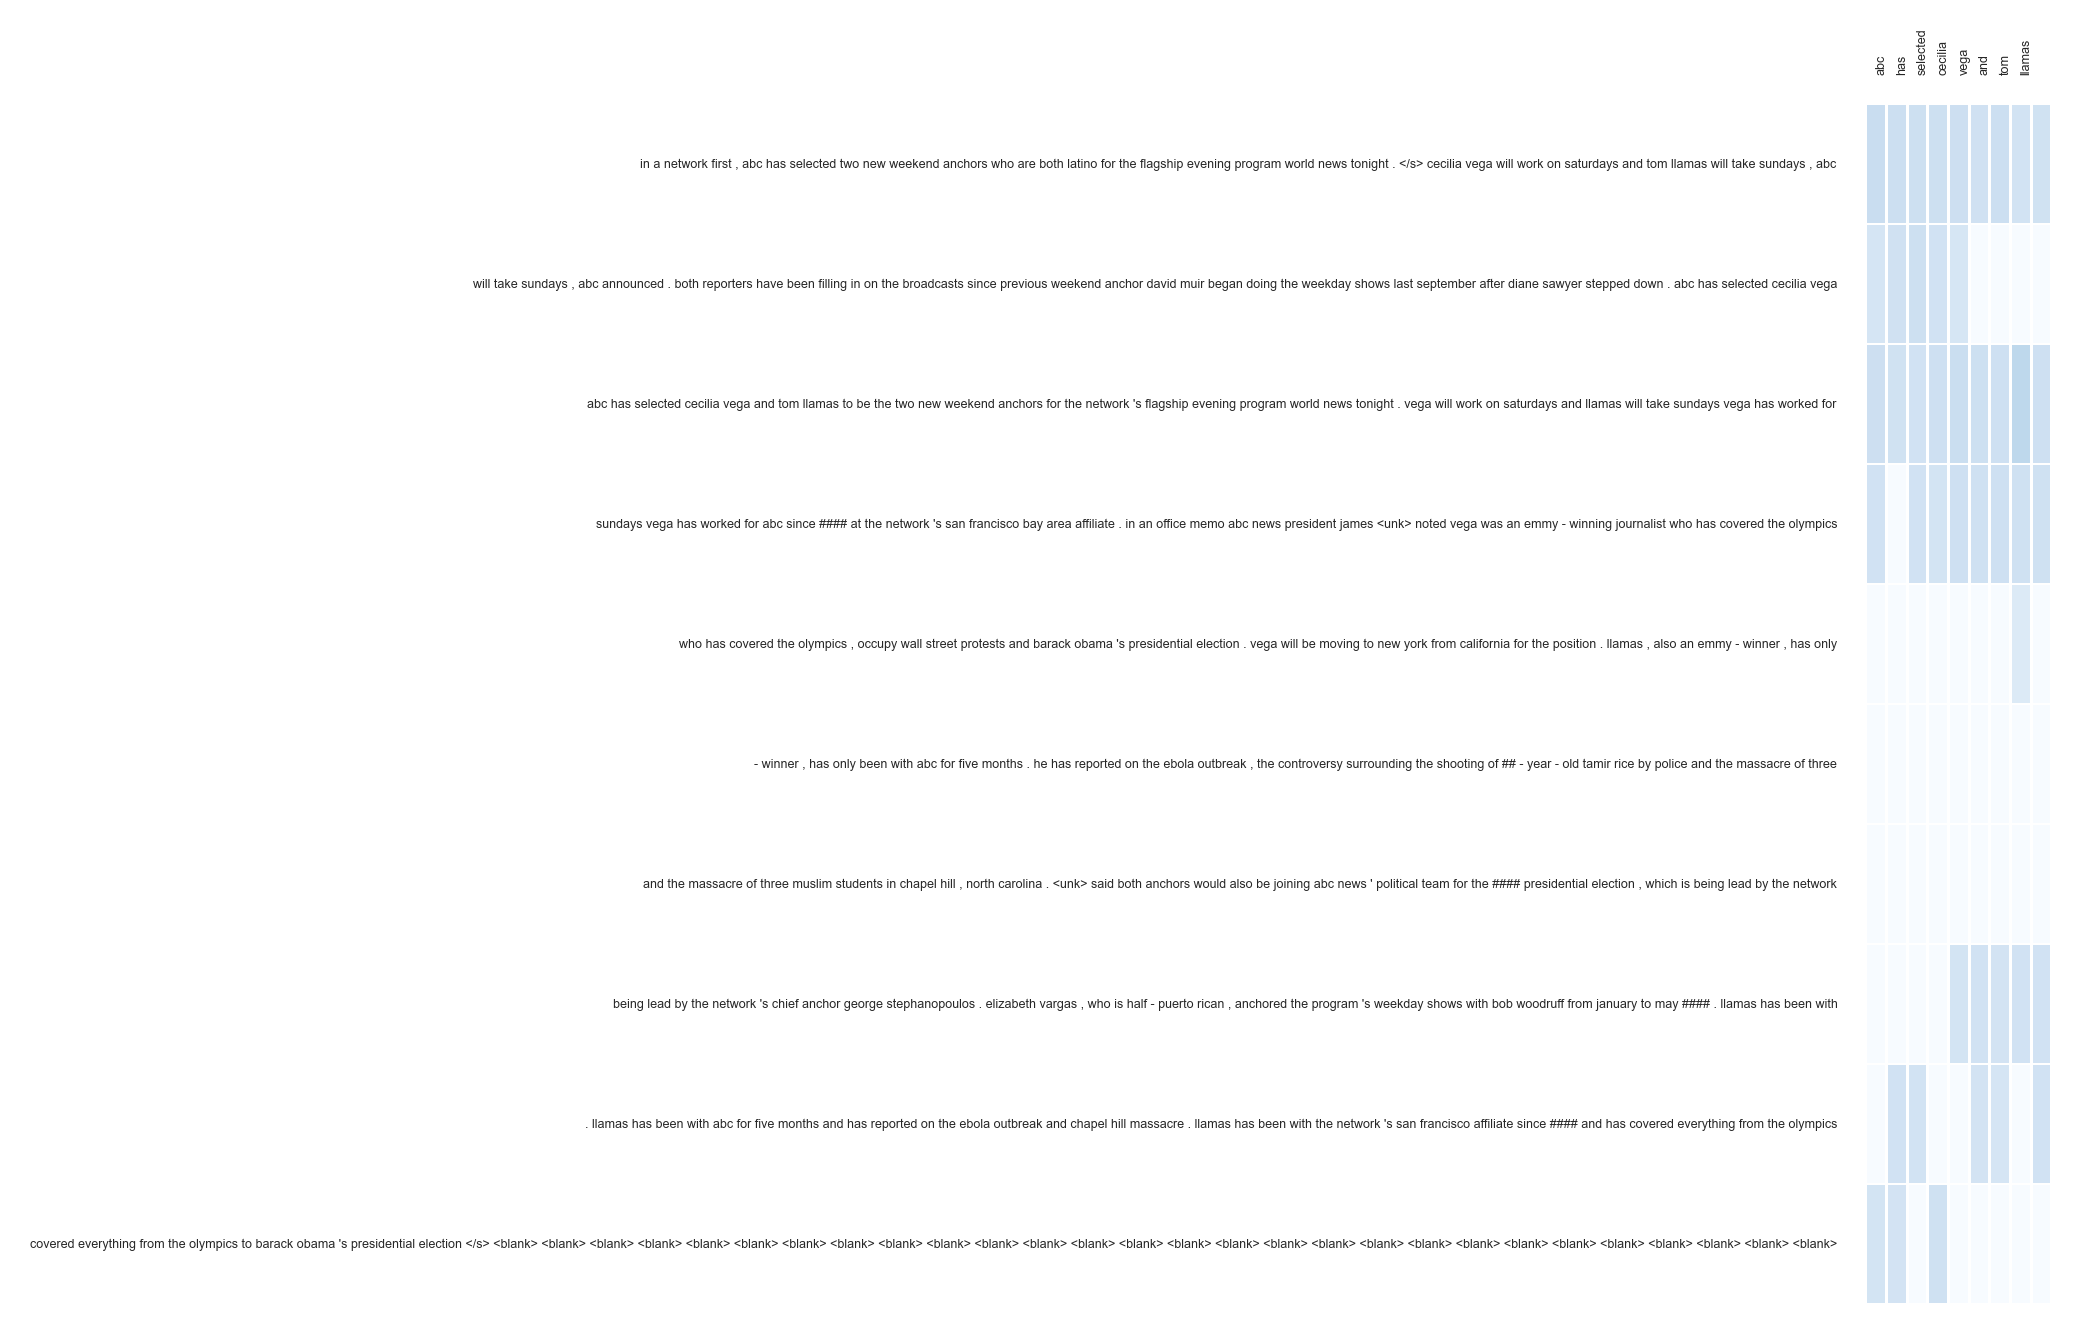 abc has selected cecilia vega and tom llamas
in a network first , abc has selected two new weekend anchors who are both latino for the flagship evening program world news tonight . </s> cecilia vega will work on saturdays and tom llamas will take sundays , abc
will take sundays , abc announced . both reporters have been filling in on the broadcasts since previous weekend anchor david muir began doing the weekday shows last september after diane sawyer stepped down . abc has selected cecilia vega
abc has selected cecilia vega and tom llamas to be the two new weekend anchors for the network 's flagship evening program world news tonight . vega will work on saturdays and llamas will take sundays vega has worked for
sundays vega has worked for abc since #### at the network 's san francisco bay area affiliate . in an office memo abc news president james <unk> noted vega was an emmy - winning journalist who has covered the olympics
who has covered the olympics , occupy wall street protests and barack obama 's presidential election . vega will be moving to new york from california for the position . llamas , also an emmy - winner , has only
- winner , has only been with abc for five months . he has reported on the ebola outbreak , the controversy surrounding the shooting of ## - year - old tamir rice by police and the massacre of three
and the massacre of three muslim students in chapel hill , north carolina . <unk> said both anchors would also be joining abc news ' political team for the #### presidential election , which is being lead by the network
being lead by the network 's chief anchor george stephanopoulos . elizabeth vargas , who is half - puerto rican , anchored the program 's weekday shows with bob woodruff from january to may #### . llamas has been with
. llamas has been with abc for five months and has reported on the ebola outbreak and chapel hill massacre . llamas has been with the network 's san francisco affiliate since #### and has covered everything from the olympics
covered everything from the olympics to barack obama 's presidential election </s> <blank> <blank> <blank> <blank> <blank> <blank> <blank> <blank> <blank> <blank> <blank> <blank> <blank> <blank> <blank> <blank> <blank> <blank> <blank> <blank> <blank> <blank> <blank> <blank> <blank> <blank> <blank> <blank>